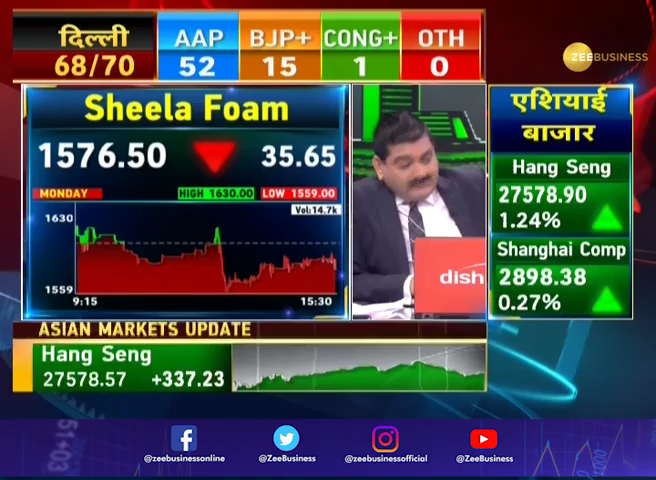 दिल्ली
68/70
AAP
52
BJP+
15
CONG+
1
OTH
0
ZEEBUSINESS
Sheela Foam
1576.50
35.65
MONDAY
HIGH 1630.00
LOW 1559.00
Vol:14.7k
1630
1559
9:15
15:30
dish
एशियाई
बाजार
Hang Seng
27578.90
1.24%
Shanghai Comp
2898.38
0.27%
ASIAN MARKETS UPDATE
Hang Seng
27578.57 +337.23
@zeebusinessonline
@ZeeBusiness
@zeebusinessofficial
@ZeeBusiness
51+03
100